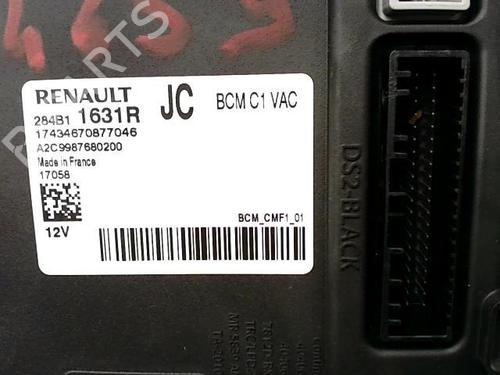 RENAULT JC BCM C1 VAC
284B1 1631R
17434670877046
A2C9987680200
Made in France
17058
12V
BCM_CMF1_01
DS2-BLACK